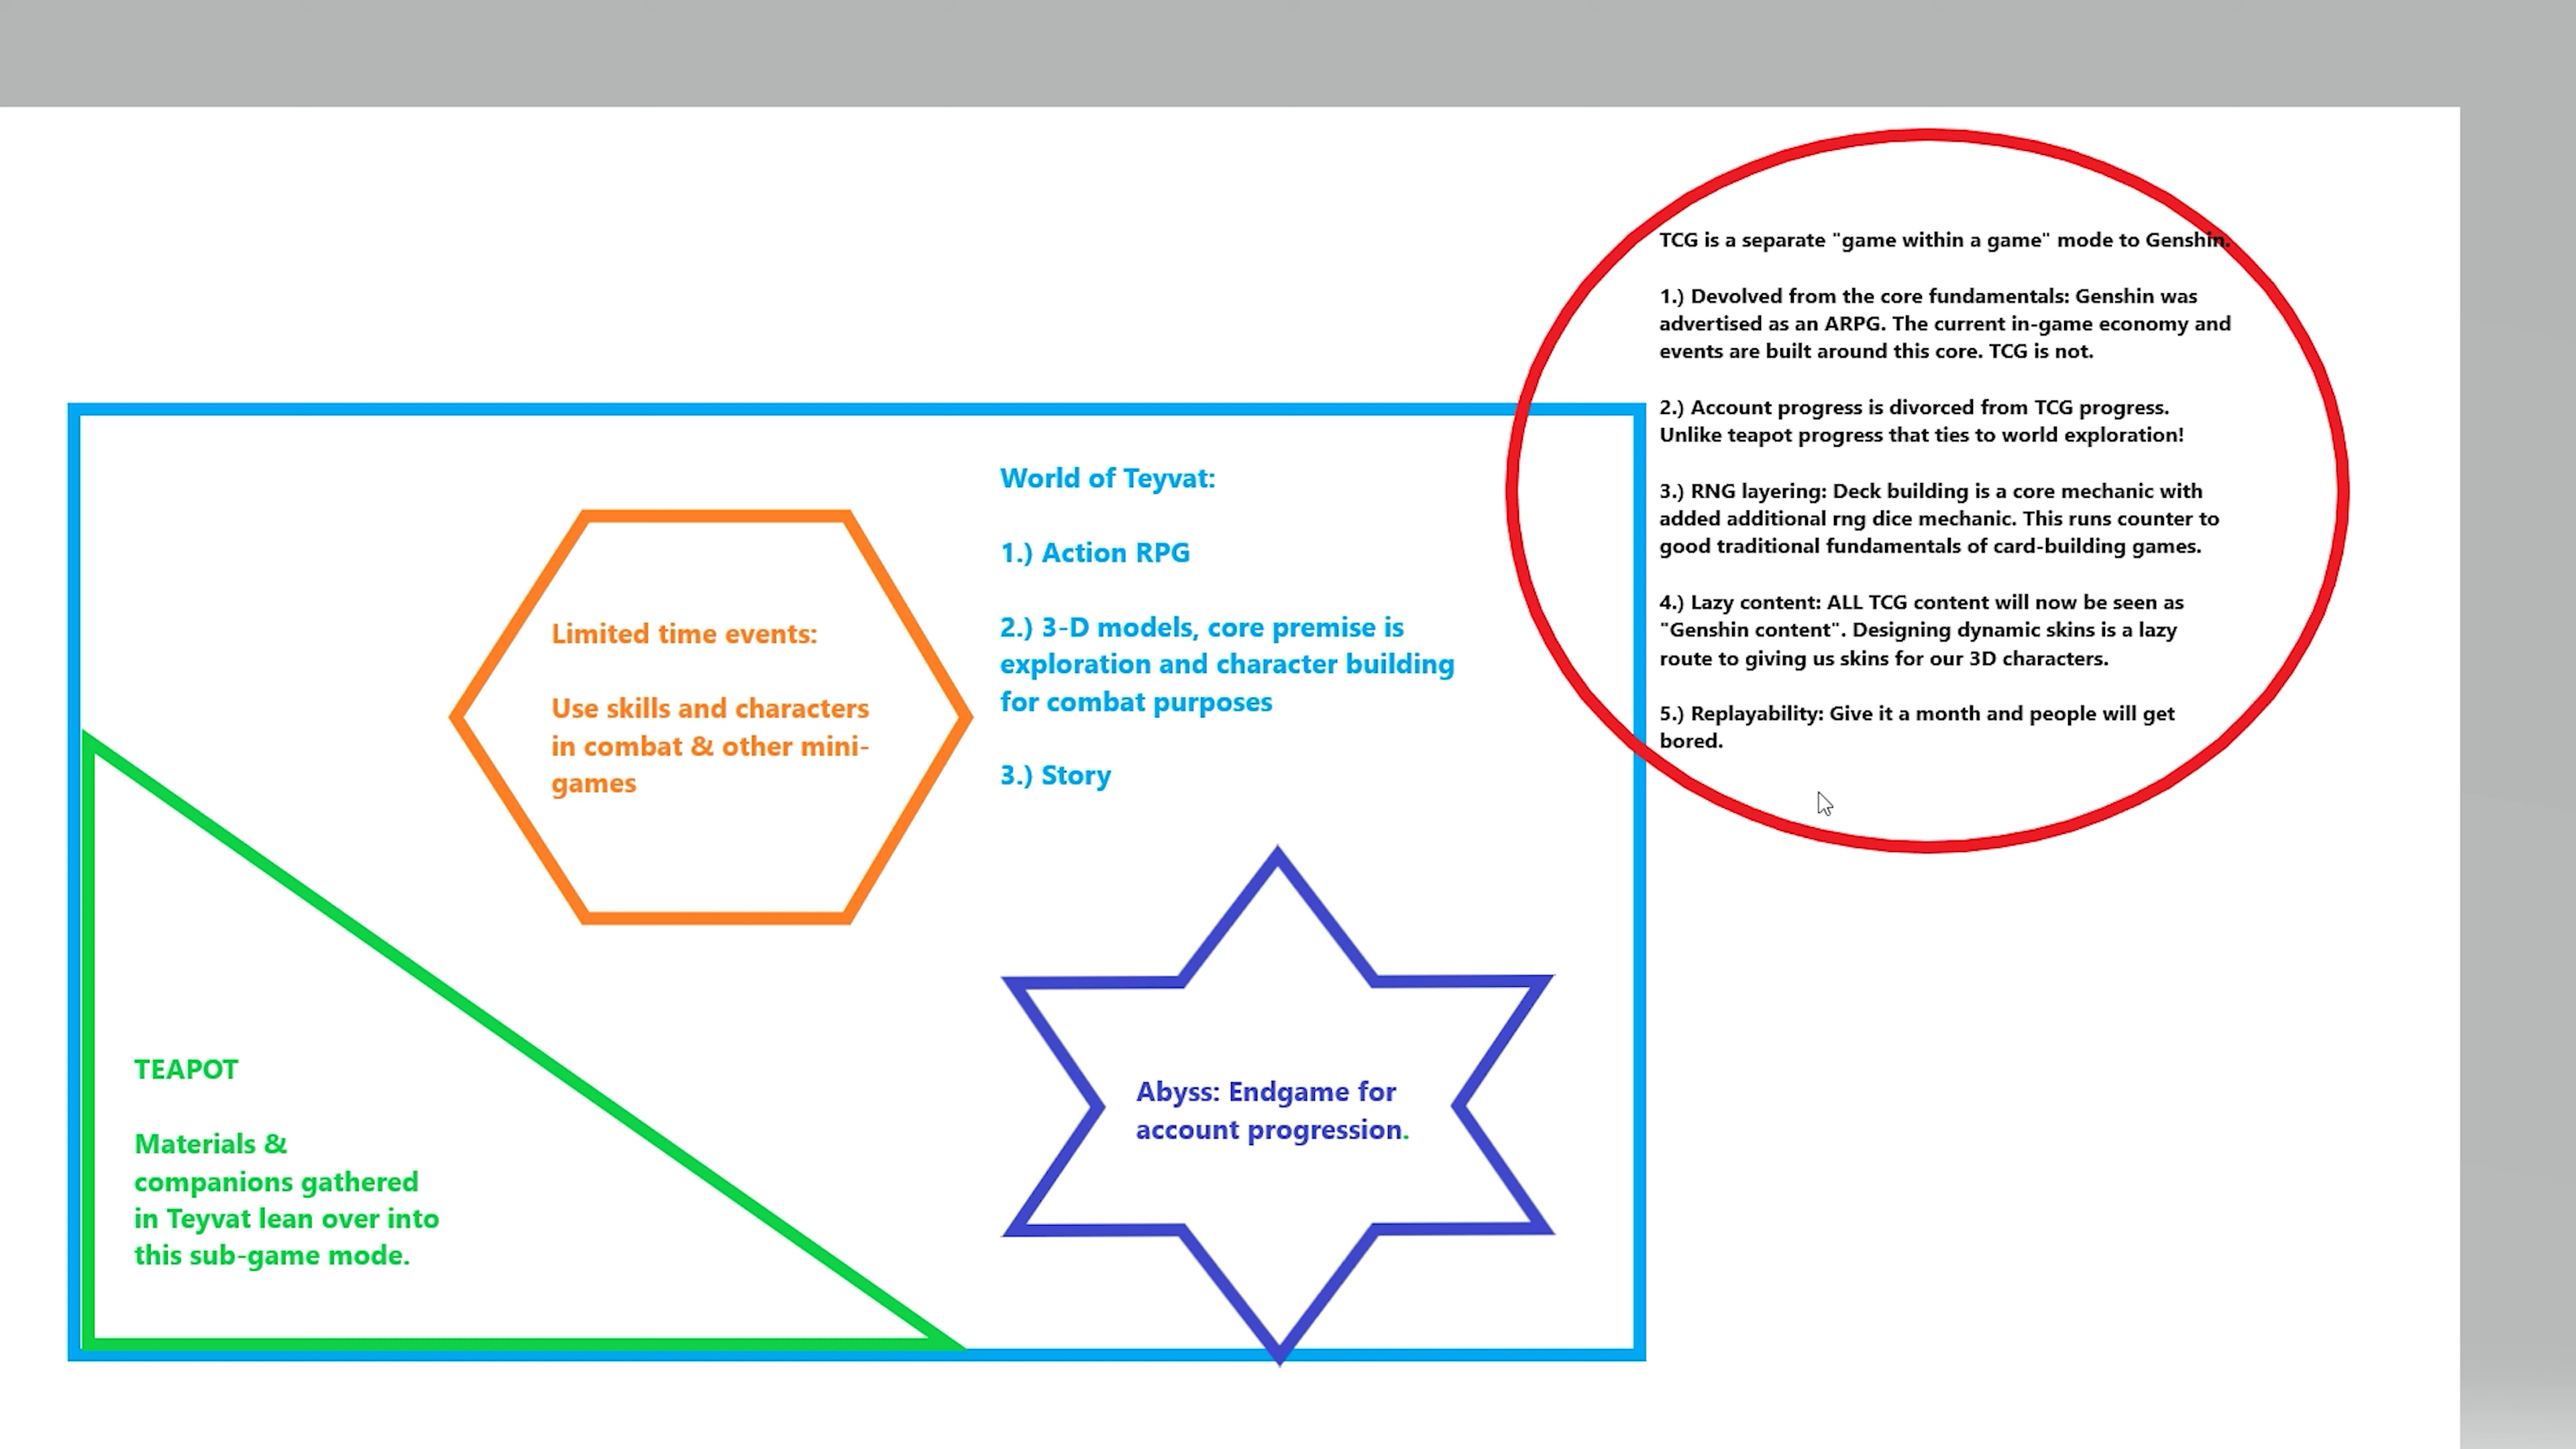 TCG is a separate "game within a game" mode to Genshin.
1.) Devolved from the core fundamentals: Genshin was
advertised as an ARPG. The current in-game economy and
events are built around this core. TCG is not.
2.) Account progress is divorced from TCG progress.
Unlike teapot progress that ties to world exploration!
3.) RNG layering: Deck building is a core mechanic with
added additional rng dice mechanic. This runs counter to
good traditional fundamentals of card-building games.
4.) Lazy content: ALL TCG content will now be seen as
"Genshin content". Designing dynamic skins is a lazy
route to giving us skins for our 3D characters.
5.) Replayability: Give it a month and people will get
bored.
World of Teyvat:
1.) Action RPG
2.) 3-D models, core premise is
exploration and character building
for combat purposes
3.) Story
Limited time events:
Use skills and characters
in combat & other mini-
games
TEAPOT
Materials &
companions gathered
in Teyvat lean over into
this sub-game mode.
Abyss: Endgame for
account progression.